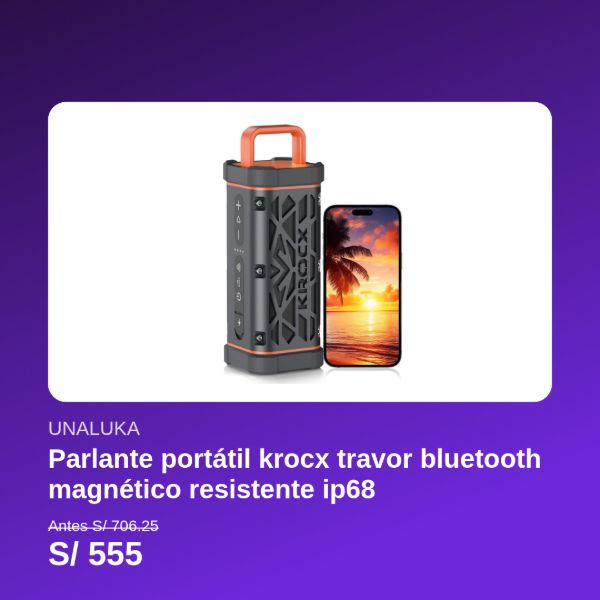 KROCX
UNALUKA
Parlante portátil krocx travor bluetooth
magnético resistente ip68
Antes S/ 706.25
S/ 555